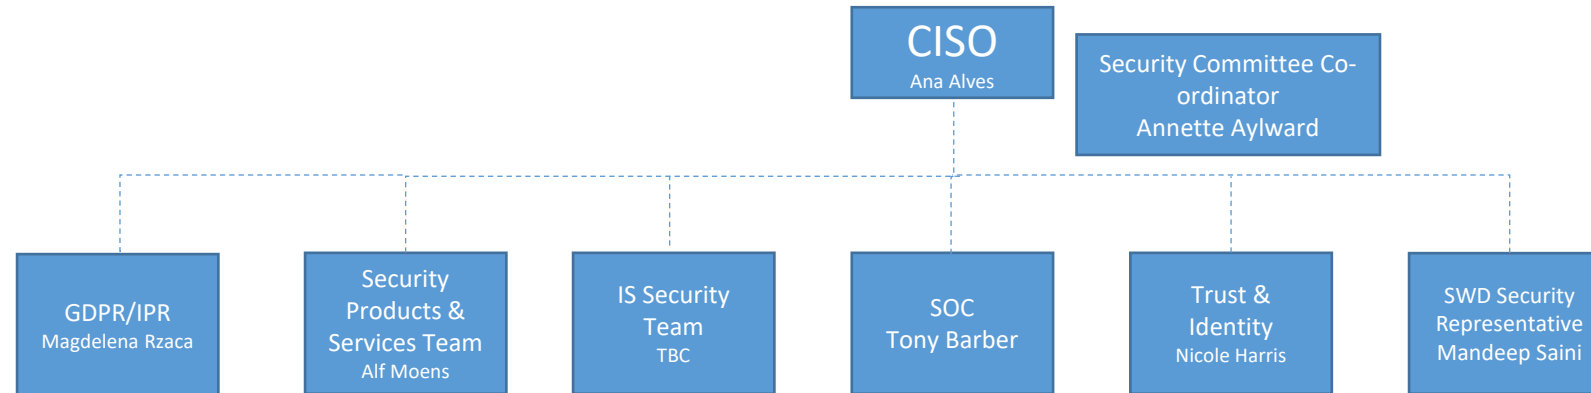 CISO
Ana Alves
Security Committee Co-
ordinator
Annette Aylward
GDPR/IPR
Magdelena Rzaca
Security
Products &
Services Team
Alf Moens
IS Security
Team
TBC
SOC
Tony Barber
Trust &
Identity
Nicole Harris
SWD Security
Representative
Mandeep Saini